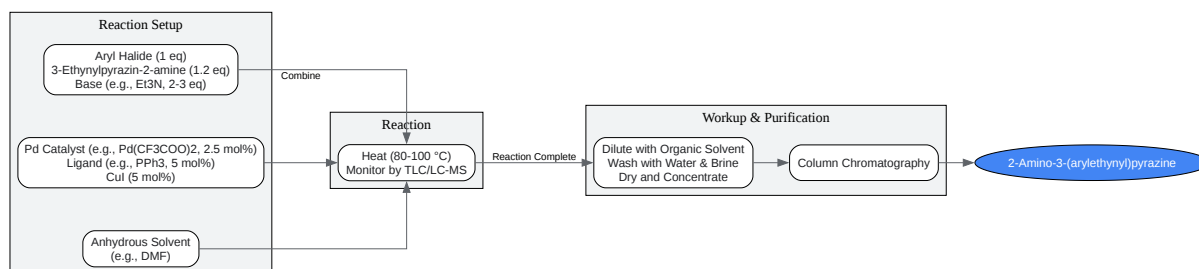 Reaction Setup
Aryl Halide (1 eq)
3-Ethynylpyrazin-2-amine (1.2 eq)
Base (e.g., Et3N, 2-3 eq)
Combine
Pd Catalyst (e.g., Pd(CF3COO)2, 2.5 mol%)
Ligand (e.g., PPh3, 5 mol%)
CuI (5 mol%)
Anhydrous Solvent
(e.g., DMF)
Reaction
Heat (80-100 °C)
Monitor by TLC/LC-MS
Reaction Complete
Workup & Purification
Dilute with Organic Solvent
Wash with Water & Brine
Dry and Concentrate
Column Chromatography
2-Amino-3-(arylethynyl)pyrazine